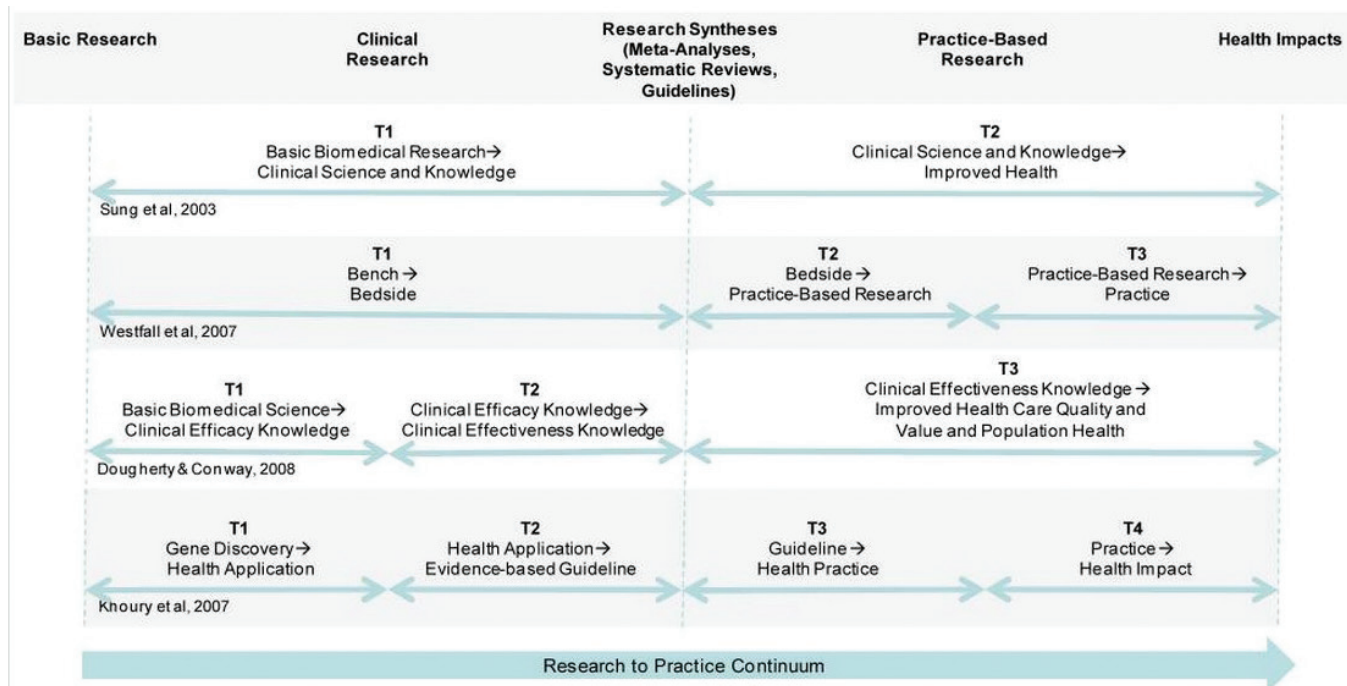 Basic Research
Clinical
Research
Research Syntheses
(Meta-Analyses,
Systematic Reviews,
Guidelines)
Practice-Based
Research
Health Impacts
T1
Basic Biomedical Research→
Clinical Science and Knowledge
T2
Clinical Science and Knowledge→
Improved Health
Sung et al, 2003
T1
Bench →
Bedside
T2
Bedside→
Practice-Based Research
T3
Practice-Based Research→
Practice
Westfall et al, 2007
T1
Basic Biomedical Science→
Clinical Efficacy Knowledge
T2
Clinical Efficacy Knowledge→
Clinical Effectiveness Knowledge
T3
Clinical Effectiveness Knowledge →
Improved Health Care Quality and
Value and Population Health
Dougherty & Conway, 2008
T1
Gene Discovery→
Health Application
T2
Health Application→
Evidence-based Guideline
T3
Guideline→
Health Practice
T4
Practice→
Health Impact
Khoury et al, 2007
Research to Practice Continuum